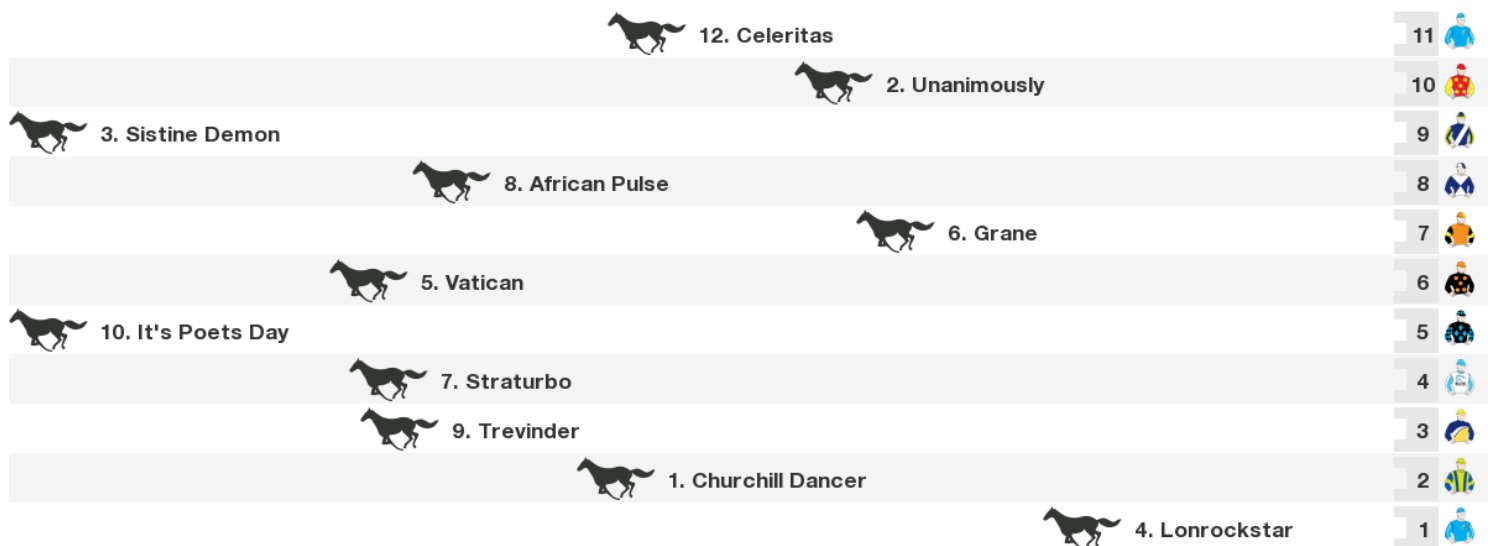 12. Celeritas 11
2. Unanimously 10
3. Sistine Demon 9
8. African Pulse 8
6. Grane 7
5. Vatican 6
10. It's Poets Day 5
7. Straturbo 4
9. Trevinder 3
1. Churchill Dancer 2
4. Lonrockstar 1